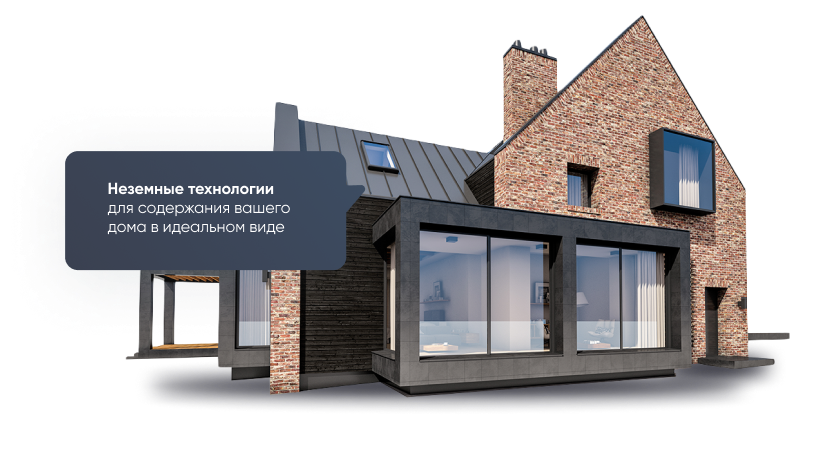 Неземные технологии
для содержания вашего
дома в идеальном виде